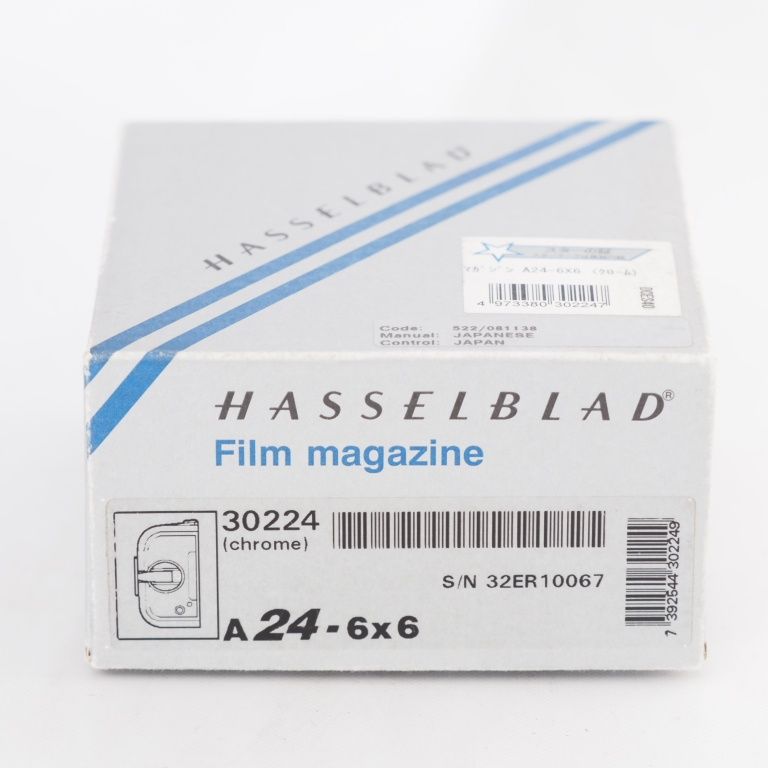 HASSELBLAD
マガジン A24-6X6 (クローム)
4 973380 302247
Code: 522/081138
Manual: JAPANESE
Control: JAPAN
HASSELBLAD®
Film magazine
30224
(chrome)
S/N 32ER10067
A 24-6x6
7 392544 302249